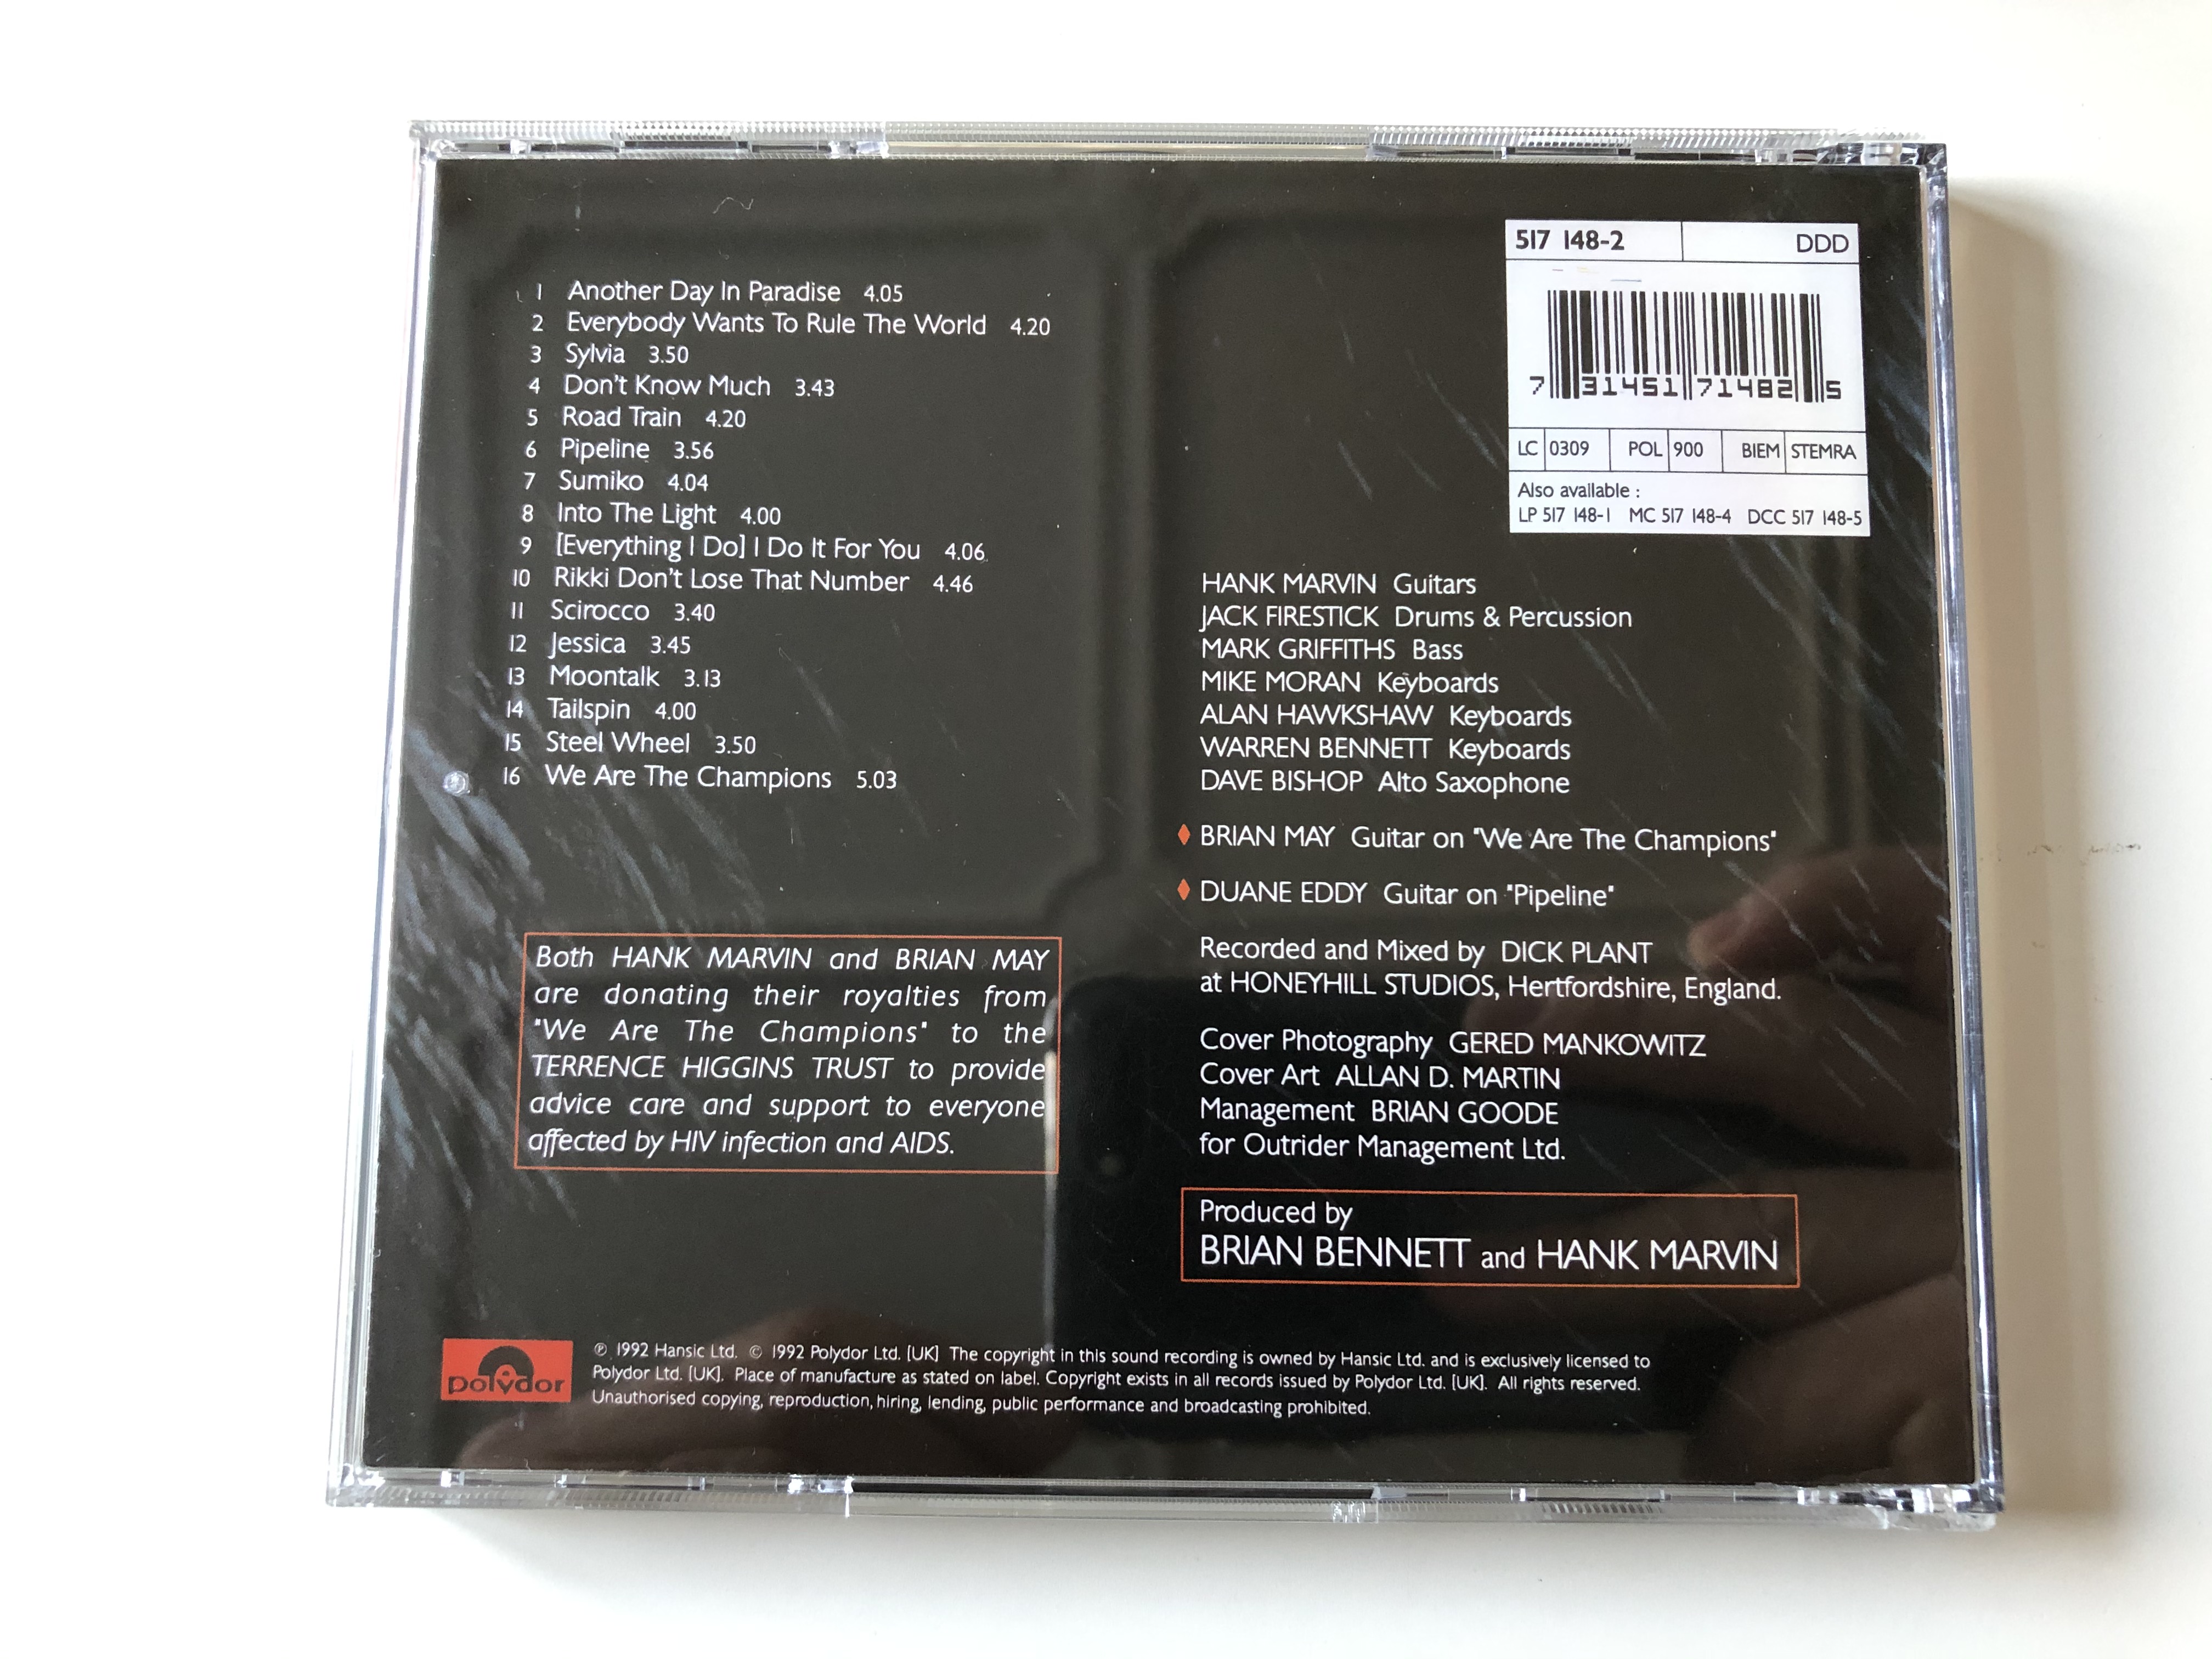 1 Another Day In Paradise 4.05
2 Everybody Wants To Rule The World 4.20
3 Sylvia 3.50
4 Don't Know Much 3.43
5 Road Train 4.20
6 Pipeline 3.56
7 Sumiko 4.04
8 Into The Light 4.00
9 [Everything I Do] I Do It For You 4.06
10 Rikki Don't Lose That Number 4.46
11 Scirocco 3.40
12 Jessica 3.45
13 Moontalk 3.13
14 Tailspin 4.00
15 Steel Wheel 3.50
16 We Are The Champions 5.03
Both HANK MARVIN and BRIAN MAY
are donating their royalties from
"We Are The Champions" to the
TERRENCE HIGGINS TRUST to provide
advice care and support to everyone
affected by HIV infection and AIDS.
517 148-2 DDD
7 31451 71482 5
LC 0309 POL 900 BIEM STEMRA
Also available :
LP 517 148-1 MC 517 148-4 DCC 517 148-5
HANK MARVIN Guitars
JACK FIRESTICK Drums & Percussion
MARK GRIFFITHS Bass
MIKE MORAN Keyboards
ALAN HAWKSHAW Keyboards
WARREN BENNETT Keyboards
DAVE BISHOP Alto Saxophone
BRIAN MAY Guitar on "We Are The Champions"
DUANE EDDY Guitar on "Pipeline"
Recorded and Mixed by DICK PLANT
at HONEYHILL STUDIOS, Hertfordshire, England.
Cover Photography GERED MANKOWITZ
Cover Art ALLAN D. MARTIN
Management BRIAN GOODE
for Outrider Management Ltd.
Produced by
BRIAN BENNETT and HANK MARVIN
polydor
℗ 1992 Hansic Ltd. © 1992 Polydor Ltd. [UK] The copyright in this sound recording is owned by Hansic Ltd. and is exclusively licensed to
Polydor Ltd. [UK]. Place of manufacture as stated on label. Copyright exists in all records issued by Polydor Ltd. [UK]. All rights reserved.
Unauthorised copying, reproduction, hiring, lending, public performance and broadcasting prohibited.